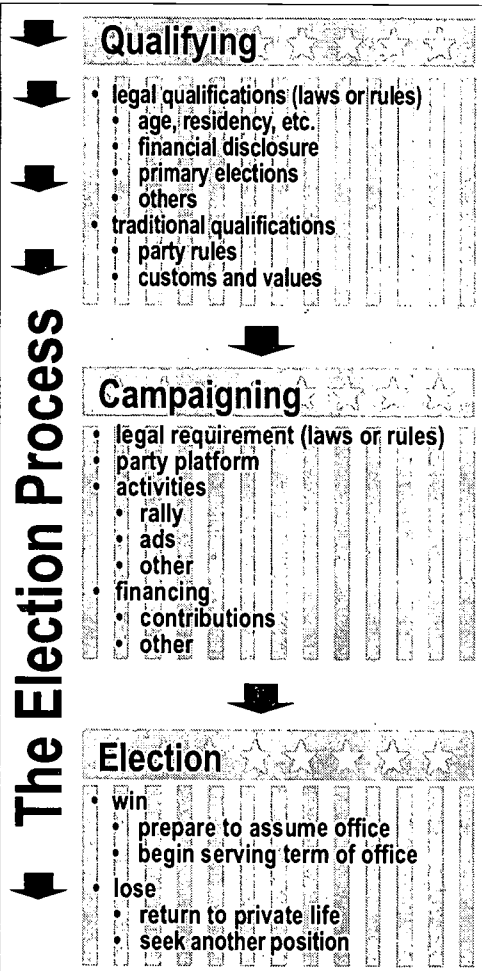 The Election Process
Qualifying
• legal qualifications (laws or rules)
• age, residency, etc.
• financial disclosure
• primary elections
• others
• traditional qualifications
• party rules
• customs and values
Campaigning
• legal requirement (laws or rules)
• party platform
• activities
• rally
• ads
• other
• financing
• contributions
• other
Election
• win
• prepare to assume office
• begin serving term of office
• lose
• return to private life
• seek another position